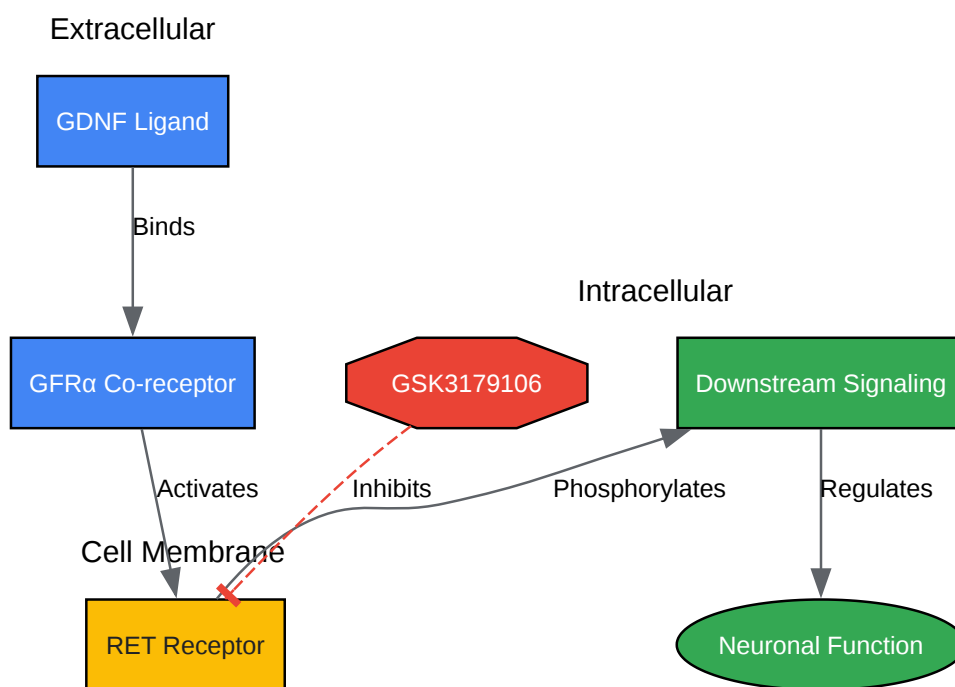 Extracellular
GDNF Ligand
Binds
Intracellular
GFRα Co-receptor
GSK3179106
Downstream Signaling
Activates
Inhibits
Phosphorylates
Regulates
Cell Membrane
RET Receptor
Neuronal Function